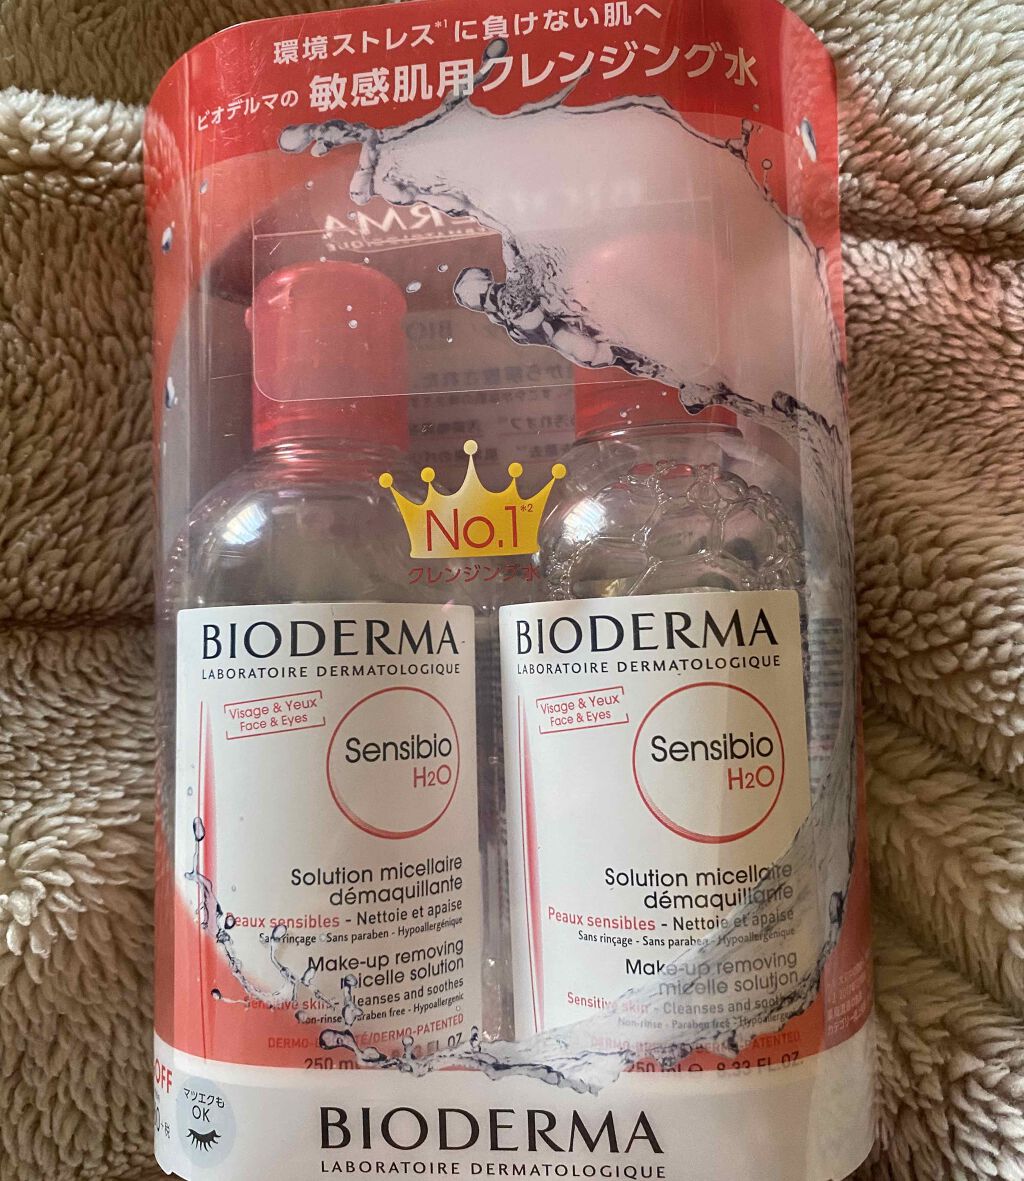 環境ストレス*1に負けない肌へ
ビオデルマの 敏感肌用クレンジング水
No.1*2
クレンジング水
BIODERMA
LABORATOIRE DERMATOLOGIQUE
Visage & Yeux
Face & Eyes
Sensibio
H2O
Solution micellaire
démaquillante
Peaux sensibles - Nettoie et apaise
Sans rinçage - Sans paraben - Hypoallergénique
Make-up removing
micelle solution
Sensitive skin - Cleanses and soothes
Non-rinse - Paraben free - Hypoallergenic
250 ml 8.33 FL.OZ.
BIODERMA
LABORATOIRE DERMATOLOGIQUE
Visage & Yeux
Face & Eyes
Sensibio
H2O
Solution micellaire
démaquillante
Peaux sensibles - Nettoie et apaise
Sans rinçage - Sans paraben - Hypoallergénique
Make-up removing
micelle solution
Sensitive skin - Cleanses and soothes
Non-rinse - Paraben free - Hypoallergenic
250 ml e 8.33 FL.OZ.
OFF
マツエクも
OK
BIODERMA
LABORATOIRE DERMATOLOGIQUE